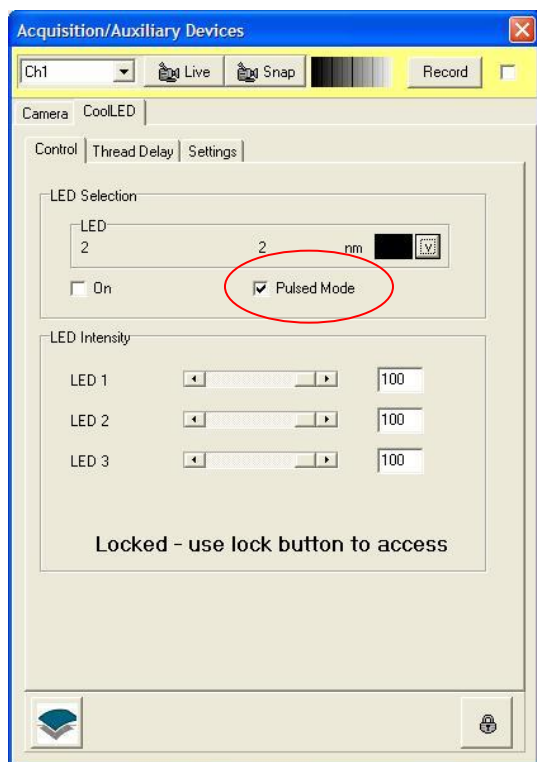 Acquisition/Auxiliary Devices
Ch1 Live Snap Record
Camera CoolLED
Control Thread Delay Settings
LED Selection
LED
2 2 nm v
On Pulsed Mode
LED Intensity
LED 1 100
LED 2 100
LED 3 100
Locked - use lock button to access